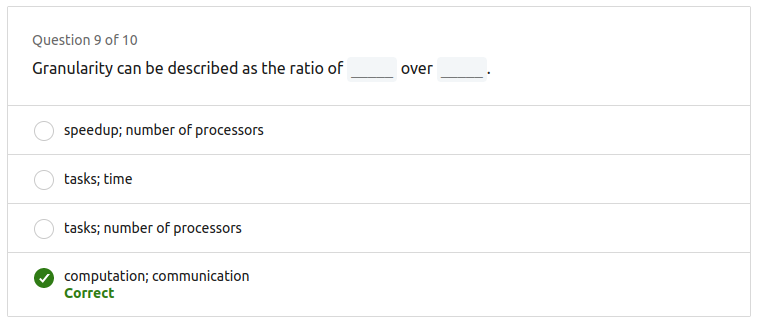 Question 9 of 10
Granularity can be described as the ratio of _____ over _____.
speedup; number of processors
tasks; time
tasks; number of processors
computation; communication
Correct